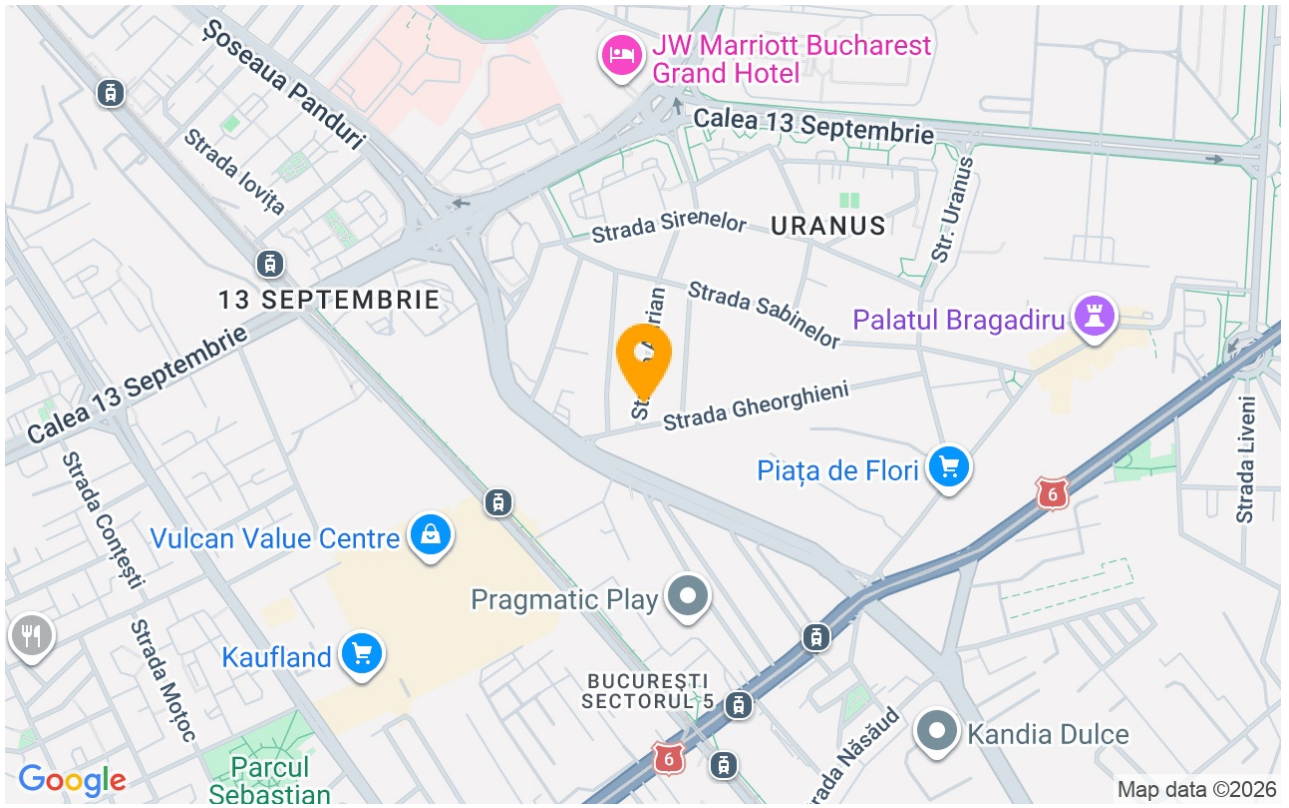 Șoseaua Panduri
JW Marriott Bucharest
Grand Hotel
Calea 13 Septembrie
Strada Iovița
Str. Uranus
Strada Sirenelor
URANUS
13 SEPTEMBRIE
Strada Sabinelor
Palatul Bragadiru
Calea 13 Septembrie
Strada Gheorghieni
Strada Liveni
Piața de Flori
6
Strada Conțești
Vulcan Value Centre
Pragmatic Play
Strada Moțoc
Kaufland
BUCUREȘTI
SECTORUL 5
Kandia Dulce
6
Năsăud
Parcul
Sebastian
Google
Map data ©2026